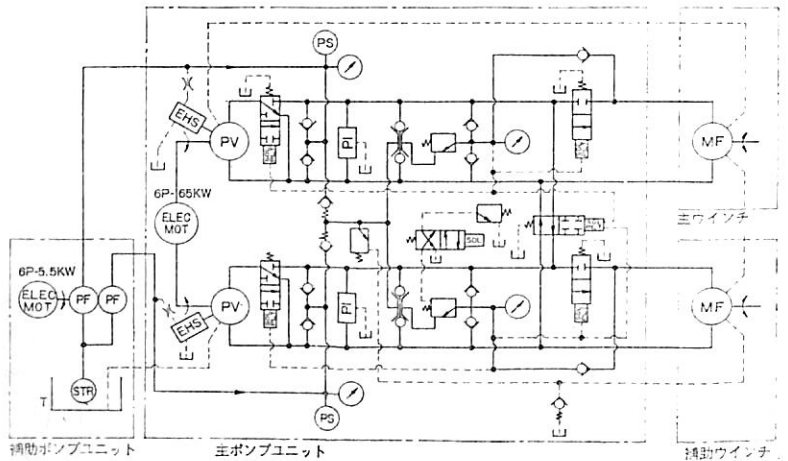 PS
EHS
PV
PI
MF
6P-65KW
ELEC
MOT
主ウインチ
SOL
SOL
6P-5.5KW
ELEC
MOT
PF
PF
EHS
PV
PI
MF
STR
T
PS
補助ポンプユニット
主ポンプユニット
補助ウインチ